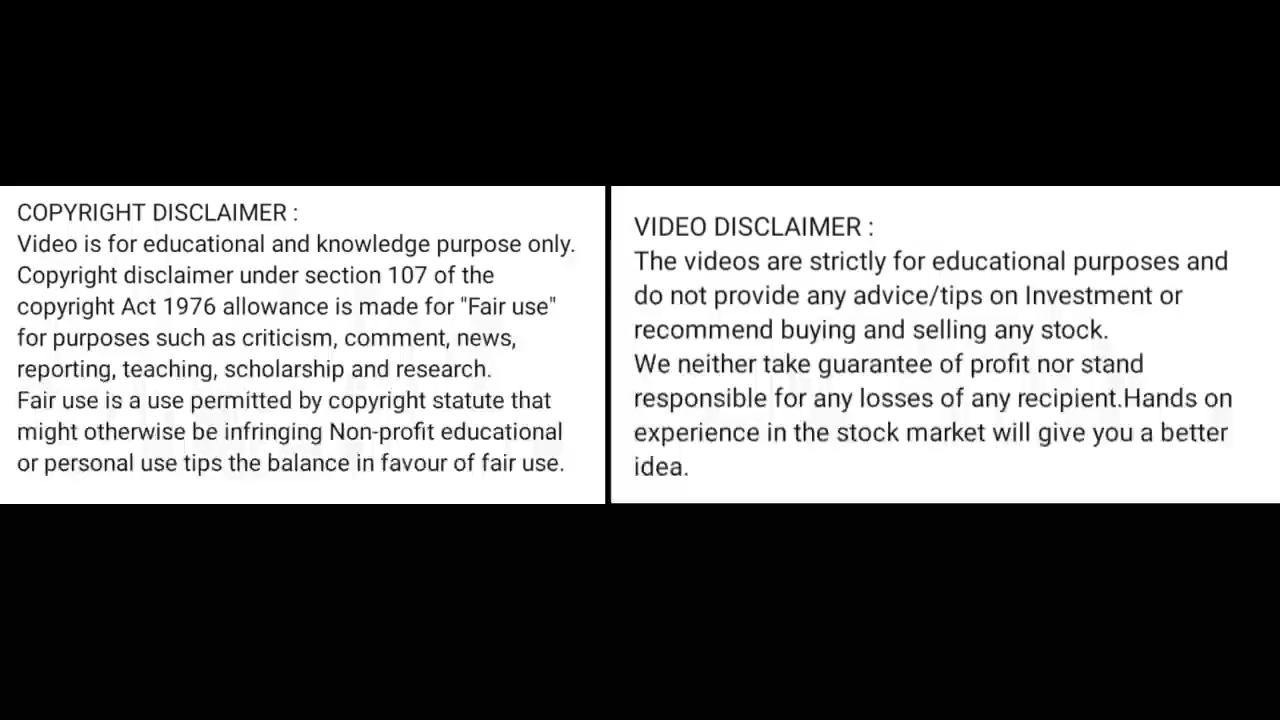 COPYRIGHT DISCLAIMER :
Video is for educational and knowledge purpose only.
Copyright disclaimer under section 107 of the
copyright Act 1976 allowance is made for "Fair use"
for purposes such as criticism, comment, news,
reporting, teaching, scholarship and research.
Fair use is a use permitted by copyright statute that
might otherwise be infringing Non-profit educational
or personal use tips the balance in favour of fair use.
VIDEO DISCLAIMER :
The videos are strictly for educational purposes and
do not provide any advice/tips on Investment or
recommend buying and selling any stock.
We neither take guarantee of profit nor stand
responsible for any losses of any recipient.Hands on
experience in the stock market will give you a better
idea.